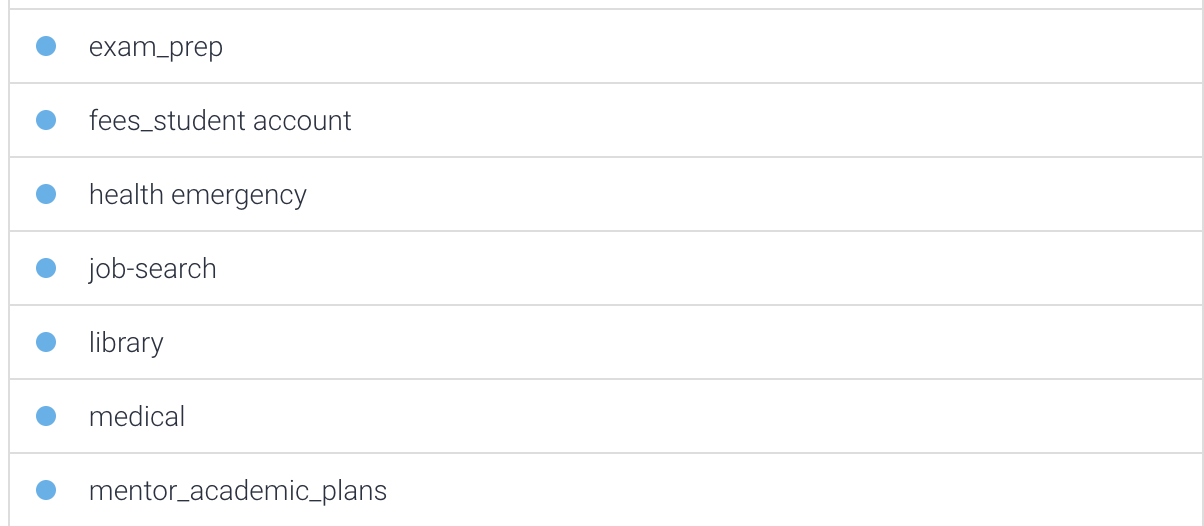 exam_prep
fees_student account
health emergency
job-search
library
medical
mentor_academic_plans